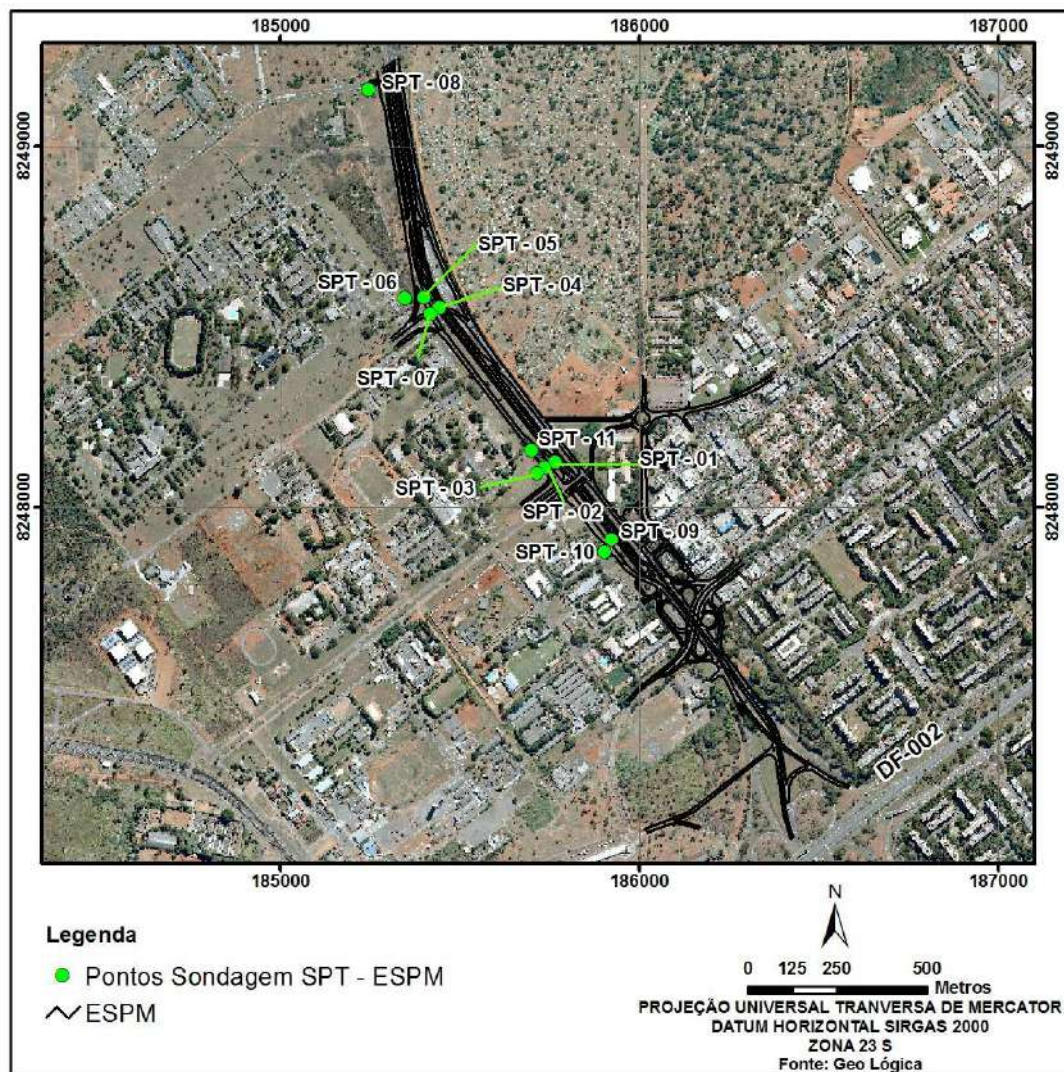 185000 186000 187000
SPT - 08
8249000 8249000
SPT - 05
SPT - 06
SPT - 04
SPT - 07
SPT - 11
SPT - 01
SPT - 03
SPT - 02
8248000 8248000
SPT - 09
SPT - 10
DF-002
185000 186000 187000
N
Legenda
Pontos Sondagem SPT - ESPM
ESPM
0 125 250 500
Metros
PROJEÇÃO UNIVERSAL TRANVERSA DE MERCATOR
DATUM HORIZONTAL SIRGAS 2000
ZONA 23 S
Fonte: Geo Lógica